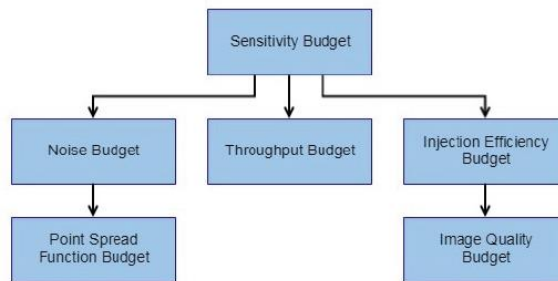 Sensitivity Budget
Noise Budget
Throughput Budget
Injection Efficiency
Budget
Point Spread
Function Budget
Image Quality
Budget